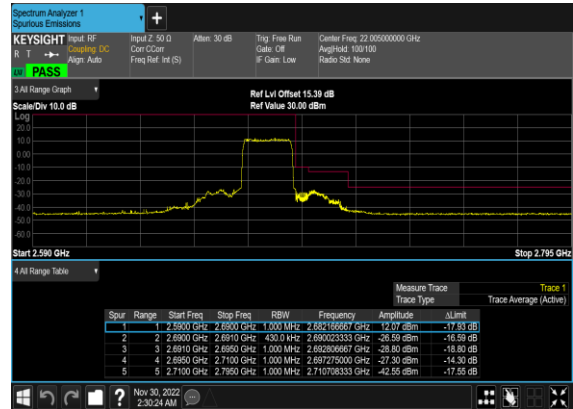 Spectrum Analyzer 1
Spurious Emissions
+
KEYSIGHT Input: RF Input Z: 50 Ω Atten: 30 dB Trig: Free Run Center Freq: 22.005000000 GHz
R T Coupling: DC Corr CCorr Gate: Off Avg|Hold: 100/100
Align: Auto Freq Ref: Int (S) IF Gain: Low Radio Std: None
LW PASS
3 All Range Graph
Ref Lvl Offset 15.39 dB
Scale/Div 10.0 dB Ref Value 30.00 dBm
Log
20.0
10.0
0.00
-10.0
-20.0
-30.0
-40.0
-50.0
-60.0
Start 2.590 GHz Stop 2.795 GHz
4 All Range Table
Measure Trace Trace 1
Trace Type Trace Average (Active)
Spur Range Start Freq Stop Freq RBW Frequency Amplitude ΔLimit
1 1 2.5900 GHz 2.6900 GHz 1.000 MHz 2.682166667 GHz 12.07 dBm -17.93 dB
2 2 2.6900 GHz 2.6910 GHz 430.0 kHz 2.690023333 GHz -26.59 dBm -16.59 dB
3 3 2.6910 GHz 2.6950 GHz 1.000 MHz 2.692806667 GHz -28.80 dBm -18.80 dB
4 4 2.6950 GHz 2.7100 GHz 1.000 MHz 2.697275000 GHz -27.30 dBm -14.30 dB
5 5 2.7100 GHz 2.7950 GHz 1.000 MHz 2.710708333 GHz -42.55 dBm -17.55 dB
? Nov 30, 2022
2:30:24 AM